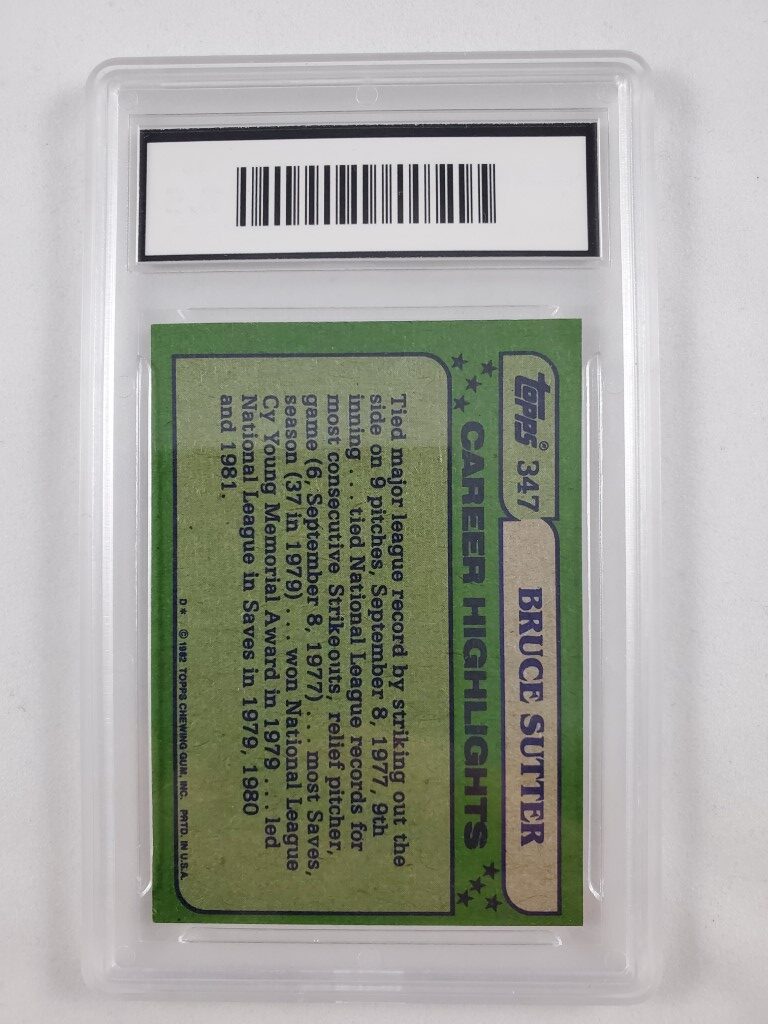 topps® 347 BRUCE SUTTER
CAREER HIGHLIGHTS
Tied major league record by striking out the
side on 9 pitches, September 8, 1977, 9th
inning . . . tied National League records for
most consecutive Strikeouts, relief pitcher,
game (6, September 8, 1977) . . . most Saves,
season (37 in 1979) . . . won National League
Cy Young Memorial Award in 1979 . . . led
National League in Saves in 1979, 1980
and 1981.
D* © 1982 TOPPS CHEWING GUM, INC. PRTD. IN U.S.A.